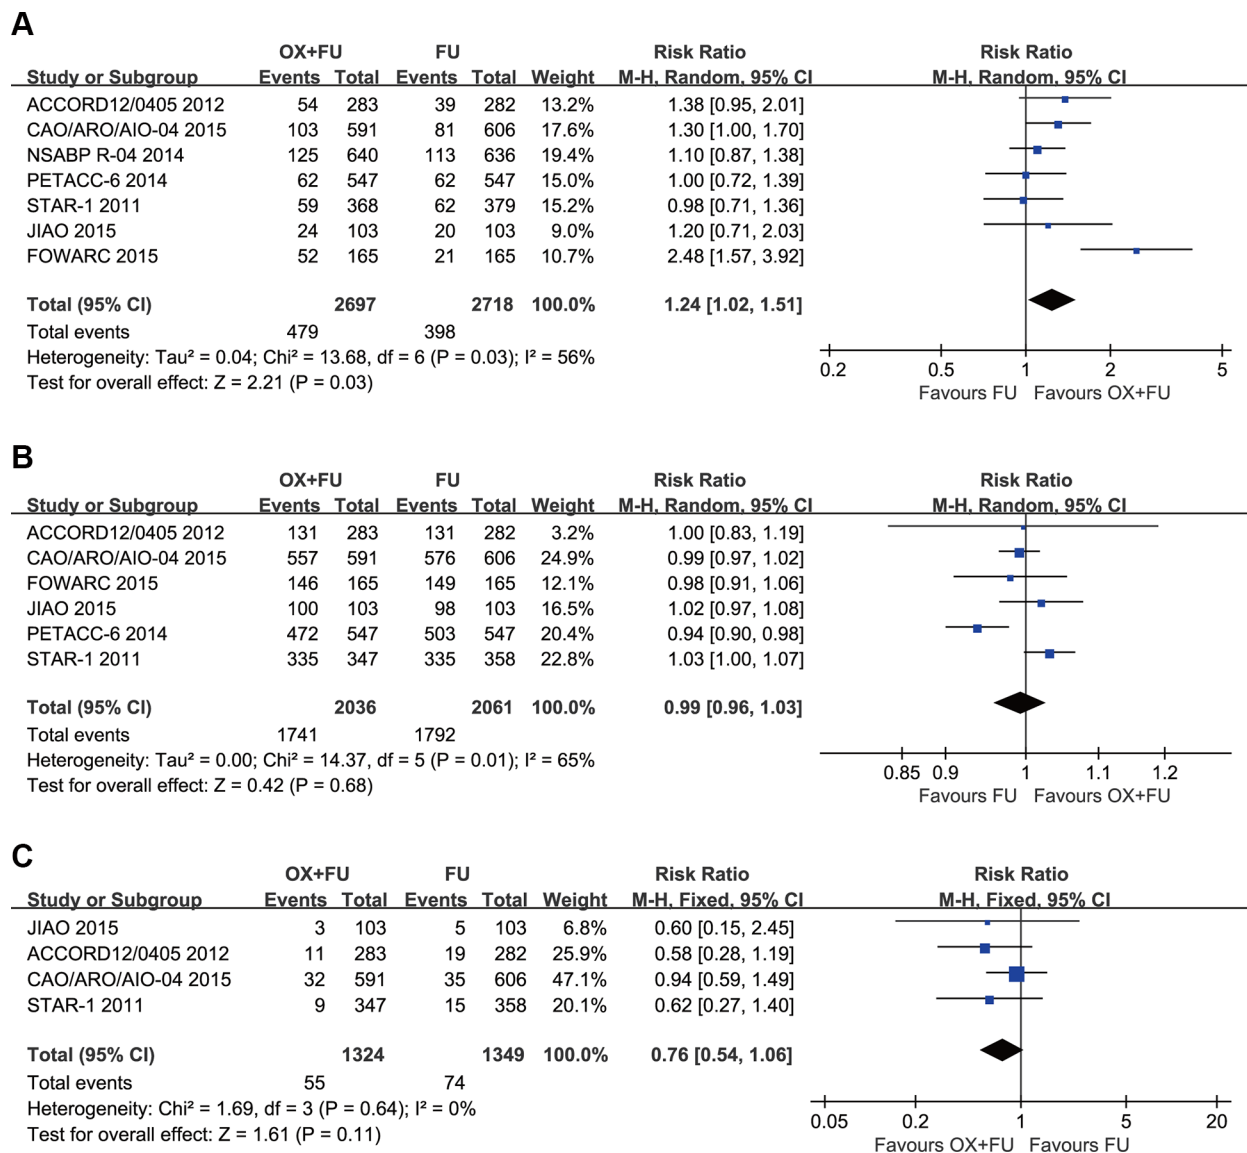 A
OX+FU FU Risk Ratio Risk Ratio
Study or Subgroup Events Total Events Total Weight M-H, Random, 95% CI M-H, Random, 95% CI
ACCORD12/0405 2012 54 283 39 282 13.2% 1.38 [0.95, 2.01]
CAO/ARO/AIO-04 2015 103 591 81 606 17.6% 1.30 [1.00, 1.70]
NSABP R-04 2014 125 640 113 636 19.4% 1.10 [0.87, 1.38]
PETACC-6 2014 62 547 62 547 15.0% 1.00 [0.72, 1.39]
STAR-1 2011 59 368 62 379 15.2% 0.98 [0.71, 1.36]
JIAO 2015 24 103 20 103 9.0% 1.20 [0.71, 2.03]
FOWARC 2015 52 165 21 165 10.7% 2.48 [1.57, 3.92]
Total (95% CI) 2697 2718 100.0% 1.24 [1.02, 1.51]
Total events 479 398
Heterogeneity: Tau² = 0.04; Chi² = 13.68, df = 6 (P = 0.03); I² = 56%
Test for overall effect: Z = 2.21 (P = 0.03)
0.2 0.5 1 2 5
Favours FU Favours OX+FU
B
OX+FU FU Risk Ratio Risk Ratio
Study or Subgroup Events Total Events Total Weight M-H, Random, 95% CI M-H, Random, 95% CI
ACCORD12/0405 2012 131 283 131 282 3.2% 1.00 [0.83, 1.19]
CAO/ARO/AIO-04 2015 557 591 576 606 24.9% 0.99 [0.97, 1.02]
FOWARC 2015 146 165 149 165 12.1% 0.98 [0.91, 1.06]
JIAO 2015 100 103 98 103 16.5% 1.02 [0.97, 1.08]
PETACC-6 2014 472 547 503 547 20.4% 0.94 [0.90, 0.98]
STAR-1 2011 335 347 335 358 22.8% 1.03 [1.00, 1.07]
Total (95% CI) 2036 2061 100.0% 0.99 [0.96, 1.03]
Total events 1741 1792
Heterogeneity: Tau² = 0.00; Chi² = 14.37, df = 5 (P = 0.01); I² = 65%
Test for overall effect: Z = 0.42 (P = 0.68)
0.85 0.9 1 1.1 1.2
Favours FU Favours OX+FU
C
OX+FU FU Risk Ratio Risk Ratio
Study or Subgroup Events Total Events Total Weight M-H, Fixed, 95% CI M-H, Fixed, 95% CI
JIAO 2015 3 103 5 103 6.8% 0.60 [0.15, 2.45]
ACCORD12/0405 2012 11 283 19 282 25.9% 0.58 [0.28, 1.19]
CAO/ARO/AIO-04 2015 32 591 35 606 47.1% 0.94 [0.59, 1.49]
STAR-1 2011 9 347 15 358 20.1% 0.62 [0.27, 1.40]
Total (95% CI) 1324 1349 100.0% 0.76 [0.54, 1.06]
Total events 55 74
Heterogeneity: Chi² = 1.69, df = 3 (P = 0.64); I² = 0%
Test for overall effect: Z = 1.61 (P = 0.11)
0.05 0.2 1 5 20
Favours OX+FU Favours FU